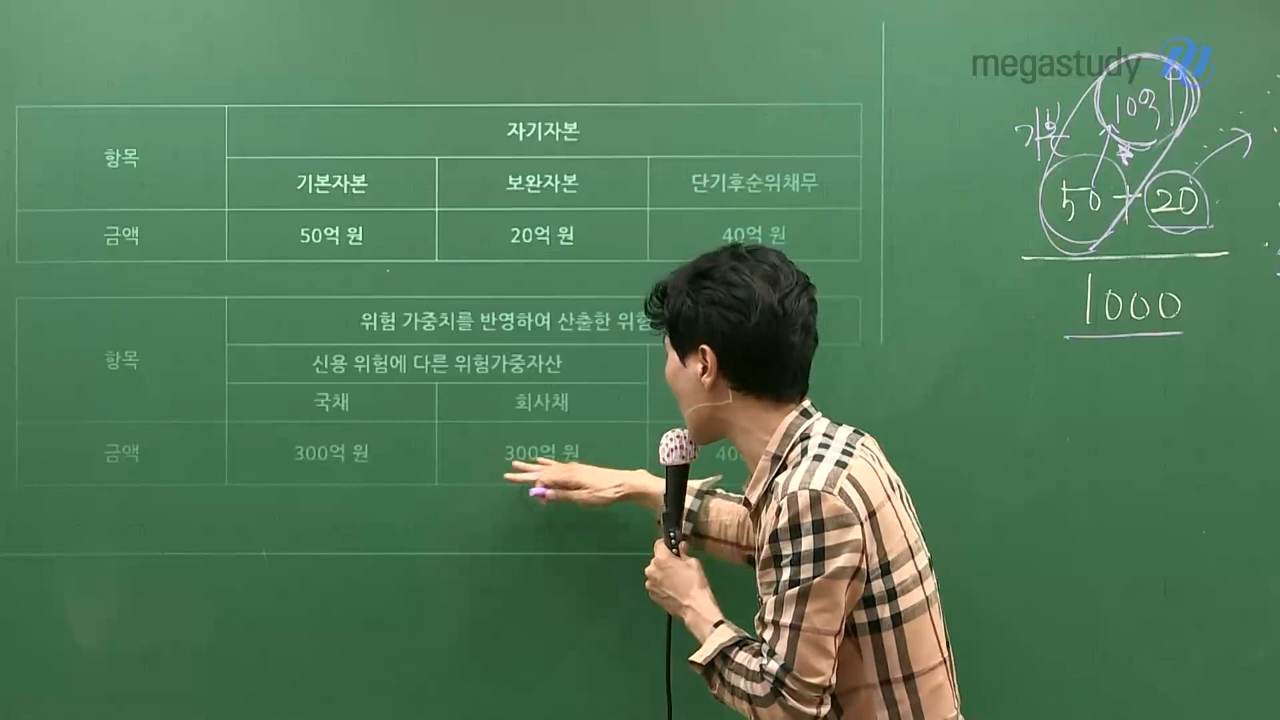 megastudy
항목
자기자본
기본자본
보완자본
단기후순위채무
금액
50억 원
20억 원
40억 원
항목
위험 가중치를 반영하여 산출한 위험
신용 위험에 다른 위험가중자산
국채
회사채
금액
300억 원
300억 원
40
10억
50 + 20
1000